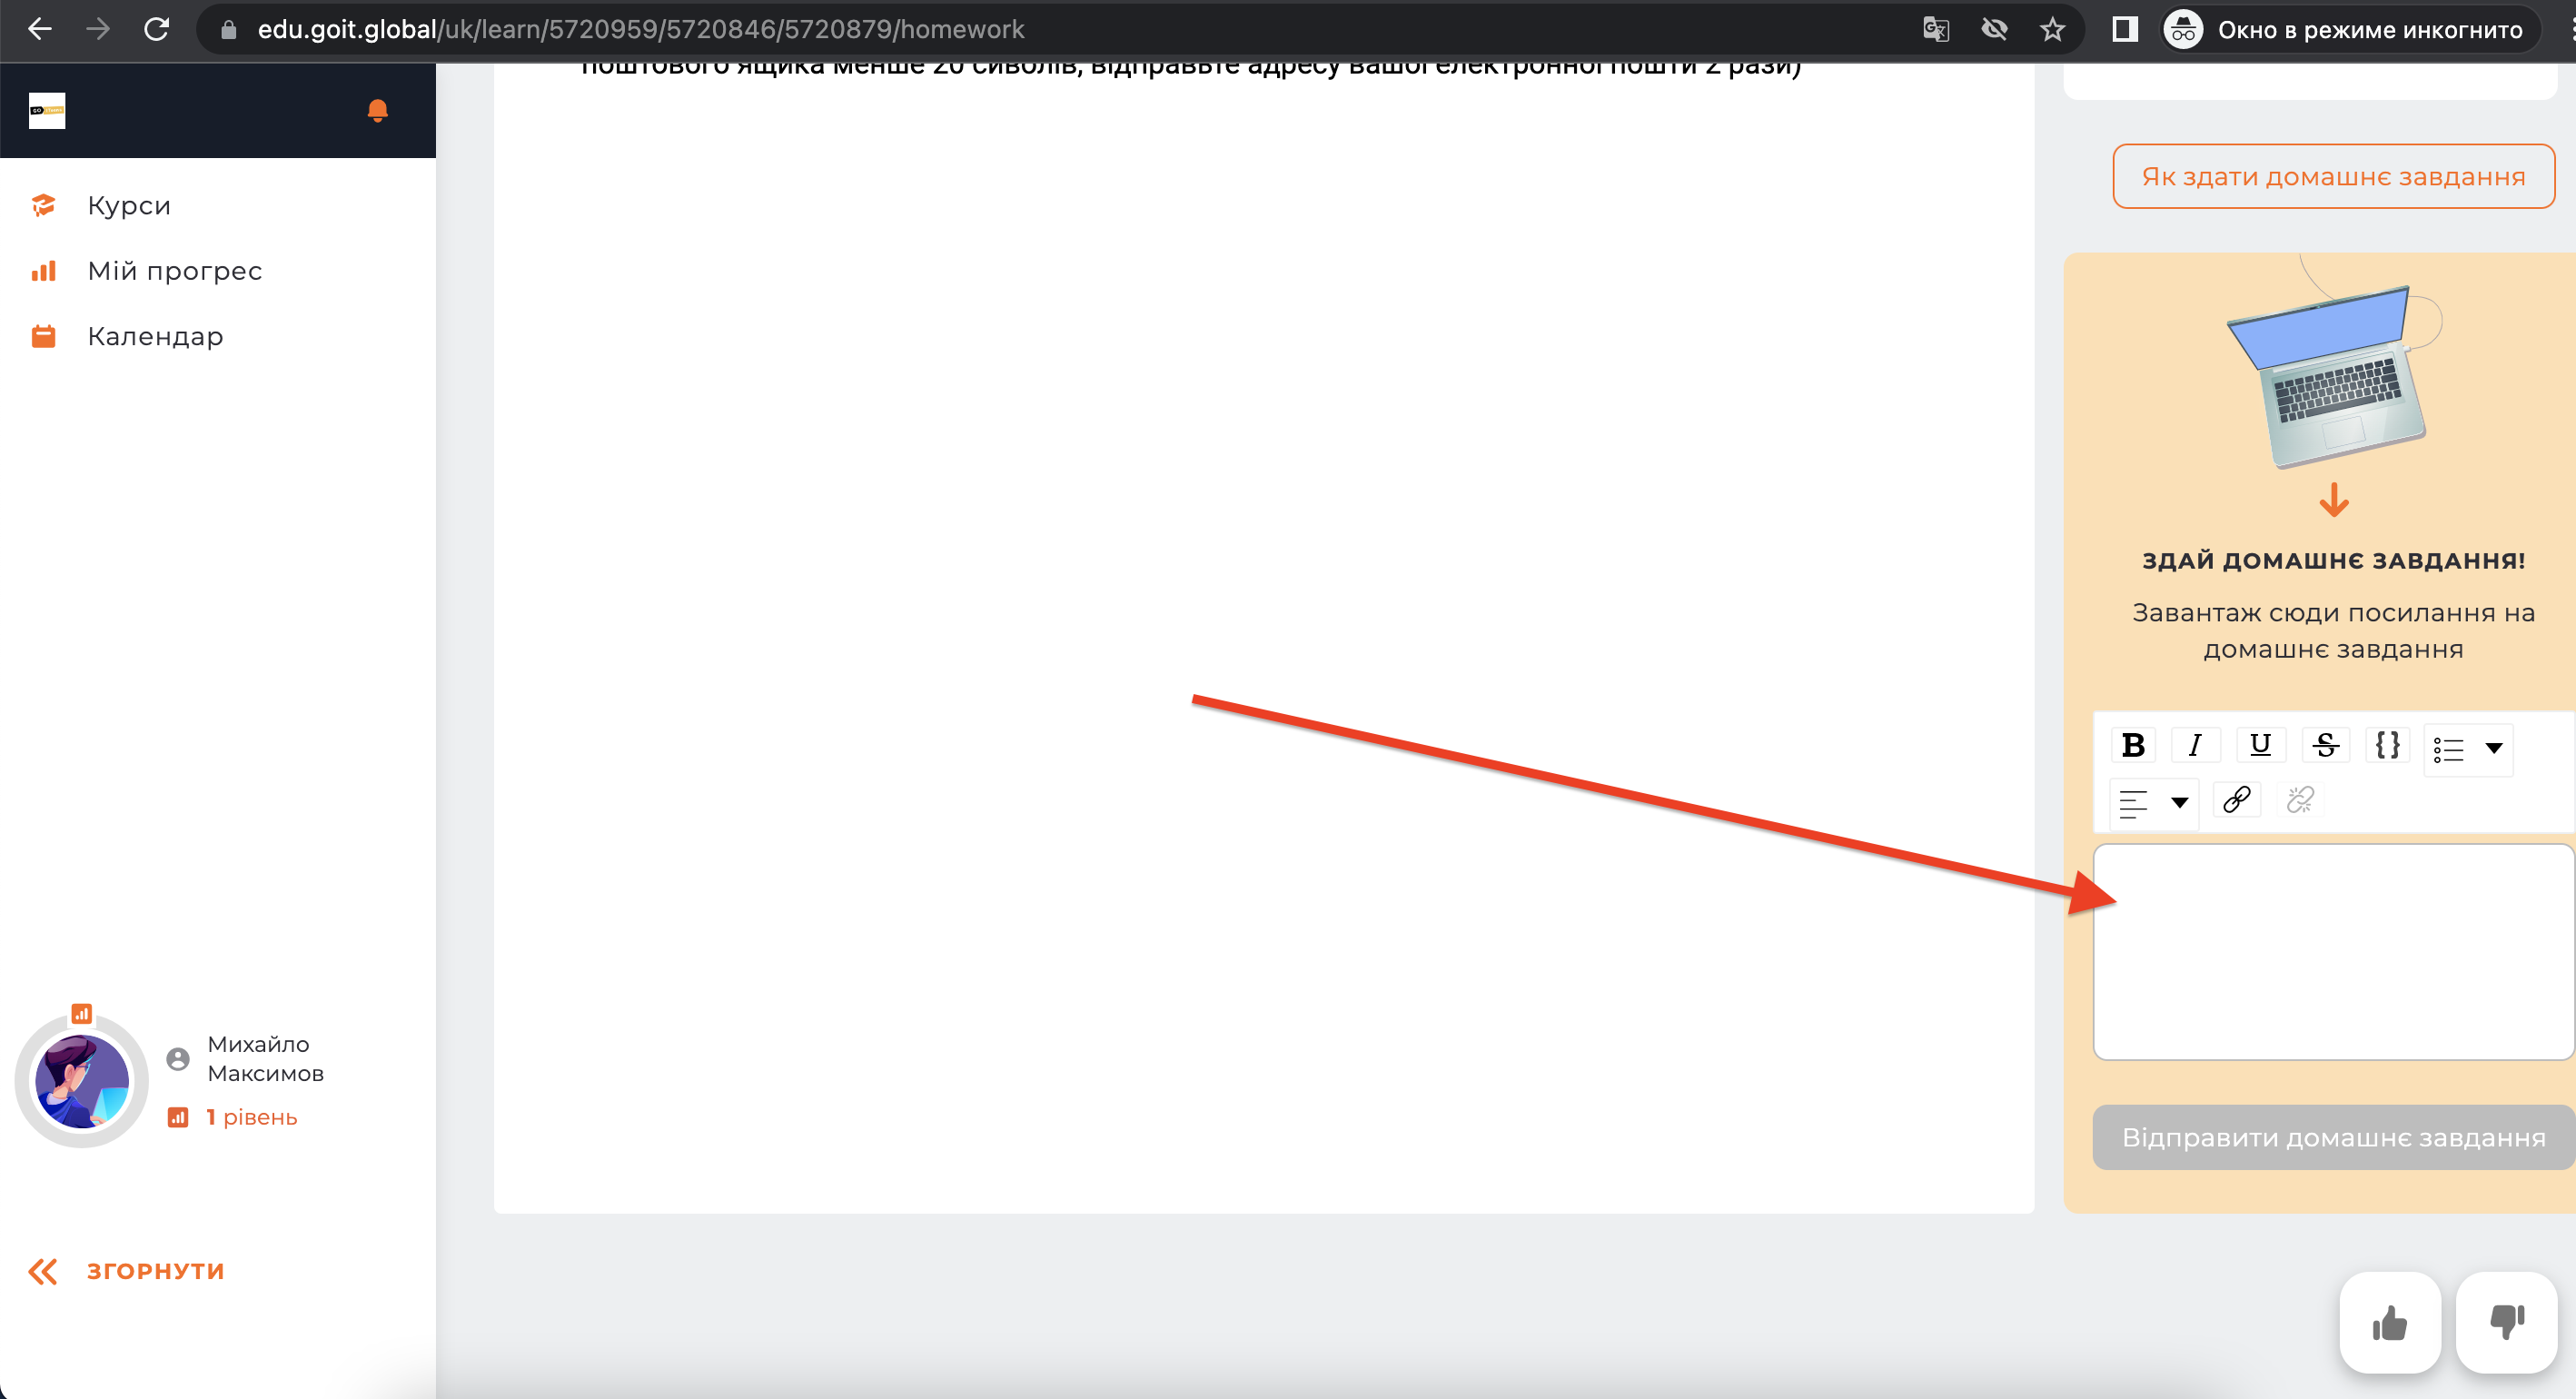 edu.goit.global/uk/learn/5720959/5720846/5720879/homework
Окно в режиме инкогнито
поштового ящика менше 20 сиволів, відправьте адресу вашої електронної пошти 2 рази)
Курси
Мій прогрес
Календар
Як здати домашнє завдання
ЗДАЙ ДОМАШНЄ ЗАВДАННЯ!
Завантаж сюди посилання на
домашнє завдання
B I U S {}
Відправити домашнє завдання
Михайло
Максимов
1 рівень
ЗГОРНУТИ